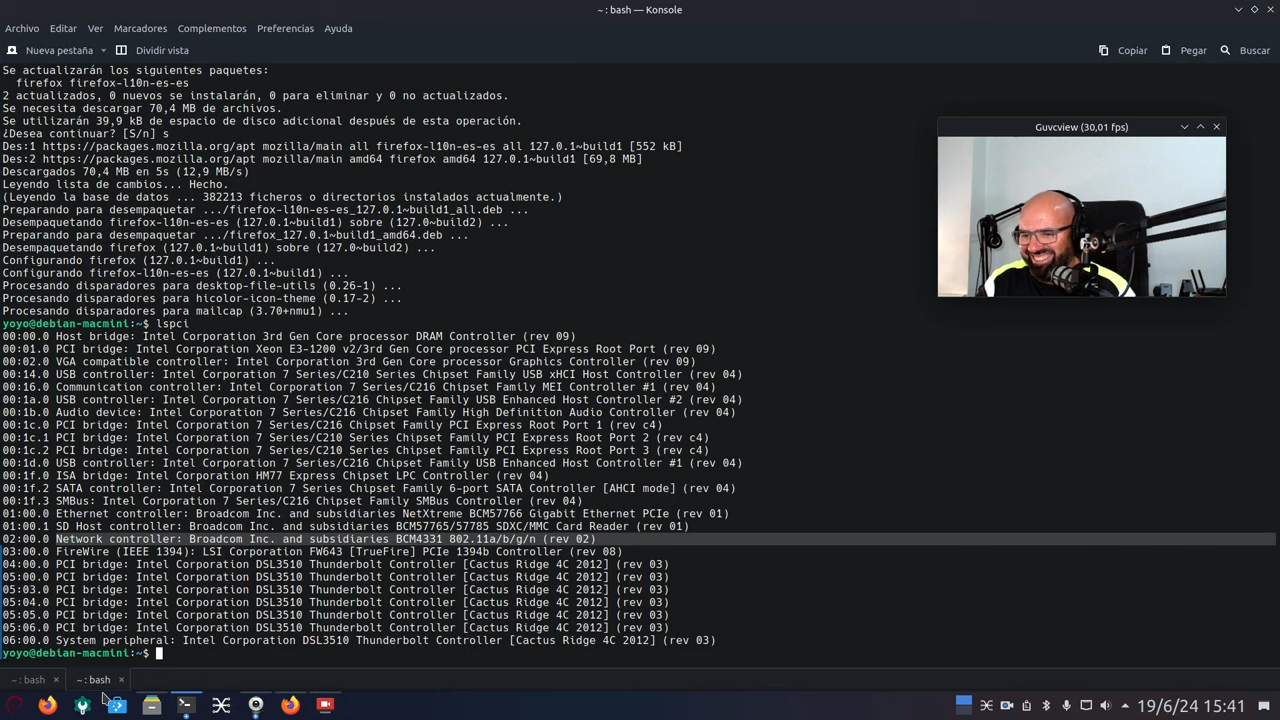 ~ : bash — Konsole
Archivo Editar Ver Marcadores Complementos Preferencias Ayuda
Nueva pestaña Dividir vista Copiar Pegar Buscar
Se actualizarán los siguientes paquetes:
firefox firefox-l10n-es-es
2 actualizados, 0 nuevos se instalarán, 0 para eliminar y 0 no actualizados.
Se necesita descargar 70,4 MB de archivos.
Se utilizarán 39,9 kB de espacio de disco adicional después de esta operación.
¿Desea continuar? [S/n] s
Des:1 https://packages.mozilla.org/apt mozilla/main all firefox-l10n-es-es all 127.0.1~build1 [552 kB]
Des:2 https://packages.mozilla.org/apt mozilla/main amd64 firefox amd64 127.0.1~build1 [69,8 MB]
Descargados 70,4 MB en 5s (12,9 MB/s)
Leyendo lista de cambios... Hecho.
(Leyendo la base de datos ... 382213 ficheros o directorios instalados actualmente.)
Preparando para desempaquetar .../firefox-l10n-es-es_127.0.1~build1_all.deb ...
Desempaquetando firefox-l10n-es-es (127.0.1~build1) sobre (127.0~build2) ...
Preparando para desempaquetar .../firefox_127.0.1~build1_amd64.deb ...
Desempaquetando firefox (127.0.1~build1) sobre (127.0~build2) ...
Configurando firefox (127.0.1~build1) ...
Configurando firefox-l10n-es-es (127.0.1~build1) ...
Procesando disparadores para desktop-file-utils (0.26-1) ...
Procesando disparadores para hicolor-icon-theme (0.17-2) ...
Procesando disparadores para mailcap (3.70+nmu1) ...
yoyo@debian-macmini:~$ lspci
00:00.0 Host bridge: Intel Corporation 3rd Gen Core processor DRAM Controller (rev 09)
00:01.0 PCI bridge: Intel Corporation Xeon E3-1200 v2/3rd Gen Core processor PCI Express Root Port (rev 09)
00:02.0 VGA compatible controller: Intel Corporation 3rd Gen Core processor Graphics Controller (rev 09)
00:14.0 USB controller: Intel Corporation 7 Series/C210 Series Chipset Family USB xHCI Host Controller (rev 04)
00:16.0 Communication controller: Intel Corporation 7 Series/C216 Chipset Family MEI Controller #1 (rev 04)
00:1a.0 USB controller: Intel Corporation 7 Series/C216 Chipset Family USB Enhanced Host Controller #2 (rev 04)
00:1b.0 Audio device: Intel Corporation 7 Series/C216 Chipset Family High Definition Audio Controller (rev 04)
00:1c.0 PCI bridge: Intel Corporation 7 Series/C216 Chipset Family PCI Express Root Port 1 (rev c4)
00:1c.1 PCI bridge: Intel Corporation 7 Series/C210 Series Chipset Family PCI Express Root Port 2 (rev c4)
00:1c.2 PCI bridge: Intel Corporation 7 Series/C210 Series Chipset Family PCI Express Root Port 3 (rev c4)
00:1d.0 USB controller: Intel Corporation 7 Series/C216 Chipset Family USB Enhanced Host Controller #1 (rev 04)
00:1f.0 ISA bridge: Intel Corporation HM77 Express Chipset LPC Controller (rev 04)
00:1f.2 SATA controller: Intel Corporation 7 Series Chipset Family 6-port SATA Controller [AHCI mode] (rev 04)
00:1f.3 SMBus: Intel Corporation 7 Series/C216 Chipset Family SMBus Controller (rev 04)
01:00.0 Ethernet controller: Broadcom Inc. and subsidiaries NetXtreme BCM57766 Gigabit Ethernet PCIe (rev 01)
01:00.1 SD Host controller: Broadcom Inc. and subsidiaries BCM57765/57785 SDXC/MMC Card Reader (rev 01)
02:00.0 Network controller: Broadcom Inc. and subsidiaries BCM4331 802.11a/b/g/n (rev 02)
03:00.0 FireWire (IEEE 1394): LSI Corporation FW643 [TrueFire] PCIe 1394b Controller (rev 08)
04:00.0 PCI bridge: Intel Corporation DSL3510 Thunderbolt Controller [Cactus Ridge 4C 2012] (rev 03)
05:00.0 PCI bridge: Intel Corporation DSL3510 Thunderbolt Controller [Cactus Ridge 4C 2012] (rev 03)
05:03.0 PCI bridge: Intel Corporation DSL3510 Thunderbolt Controller [Cactus Ridge 4C 2012] (rev 03)
05:04.0 PCI bridge: Intel Corporation DSL3510 Thunderbolt Controller [Cactus Ridge 4C 2012] (rev 03)
05:05.0 PCI bridge: Intel Corporation DSL3510 Thunderbolt Controller [Cactus Ridge 4C 2012] (rev 03)
05:06.0 PCI bridge: Intel Corporation DSL3510 Thunderbolt Controller [Cactus Ridge 4C 2012] (rev 03)
06:00.0 System peripheral: Intel Corporation DSL3510 Thunderbolt Controller [Cactus Ridge 4C 2012] (rev 03)
yoyo@debian-macmini:~$
Guvcview (30,01 fps)
~ : bash ~ : bash
19/6/24 15:41